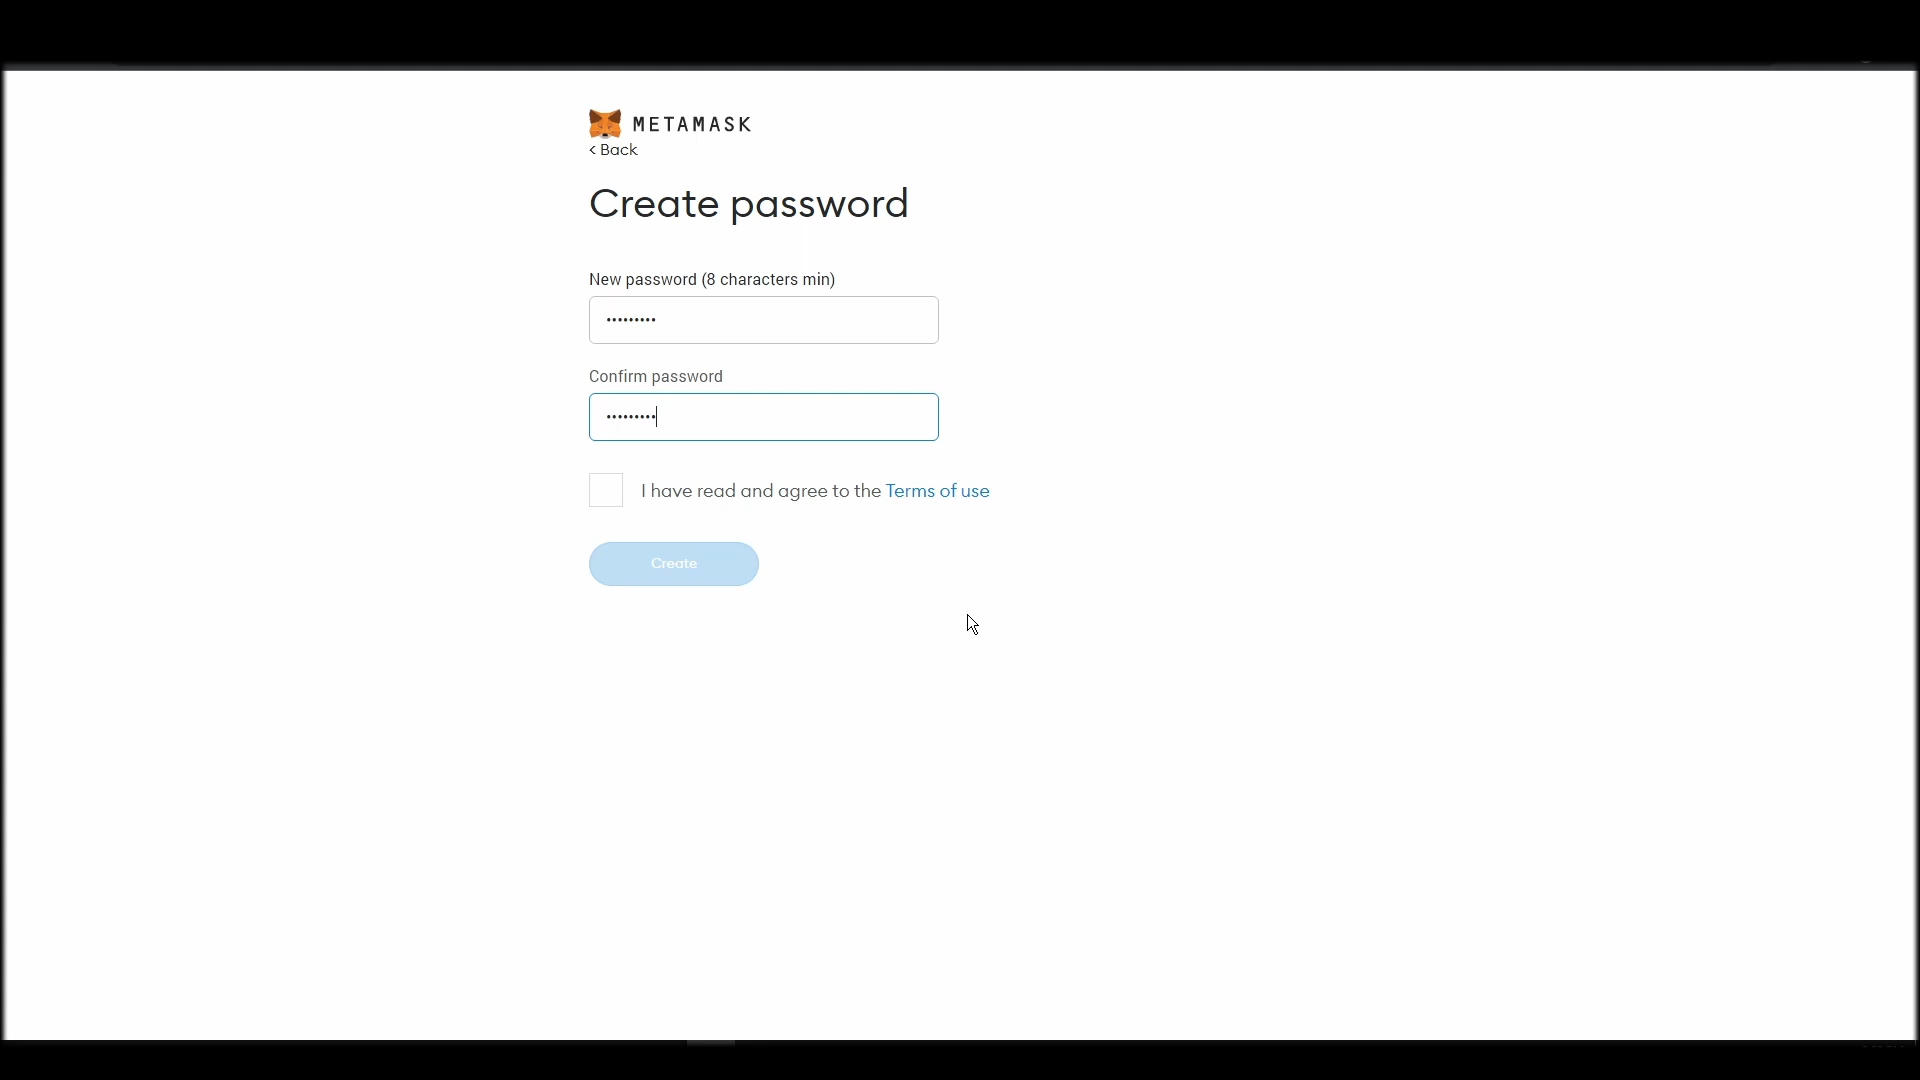 METAMASK
< Back
Create password
New password (8 characters min)
•••••••••
Confirm password
•••••••••
I have read and agree to the Terms of use
Create